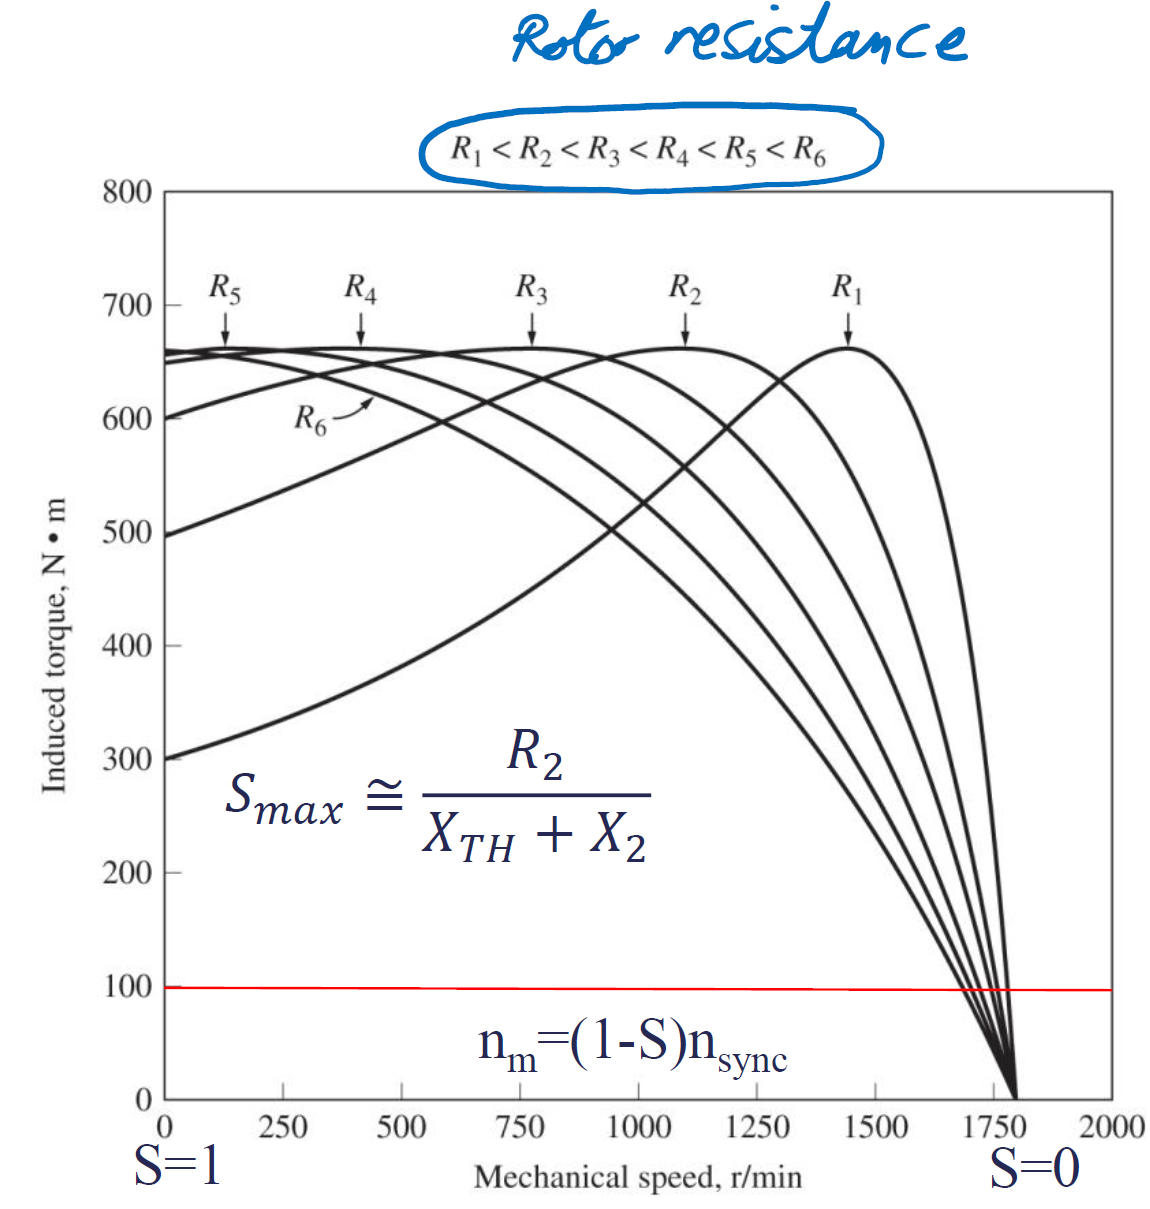 Rotor resistance
R₁ < R₂ < R₃ < R₄ < R₅ < R₆
800
700
600
500
400
300
200
100
0
Induced torque, N • m
R₅ R₄ R₃ R₂ R₁
R₆
Sₘₐₓ ≅ R₂ / (X_TH + X₂)
nₘ=(1-S)n_sync
0 250 500 750 1000 1250 1500 1750 2000
S=1 S=0
Mechanical speed, r/min